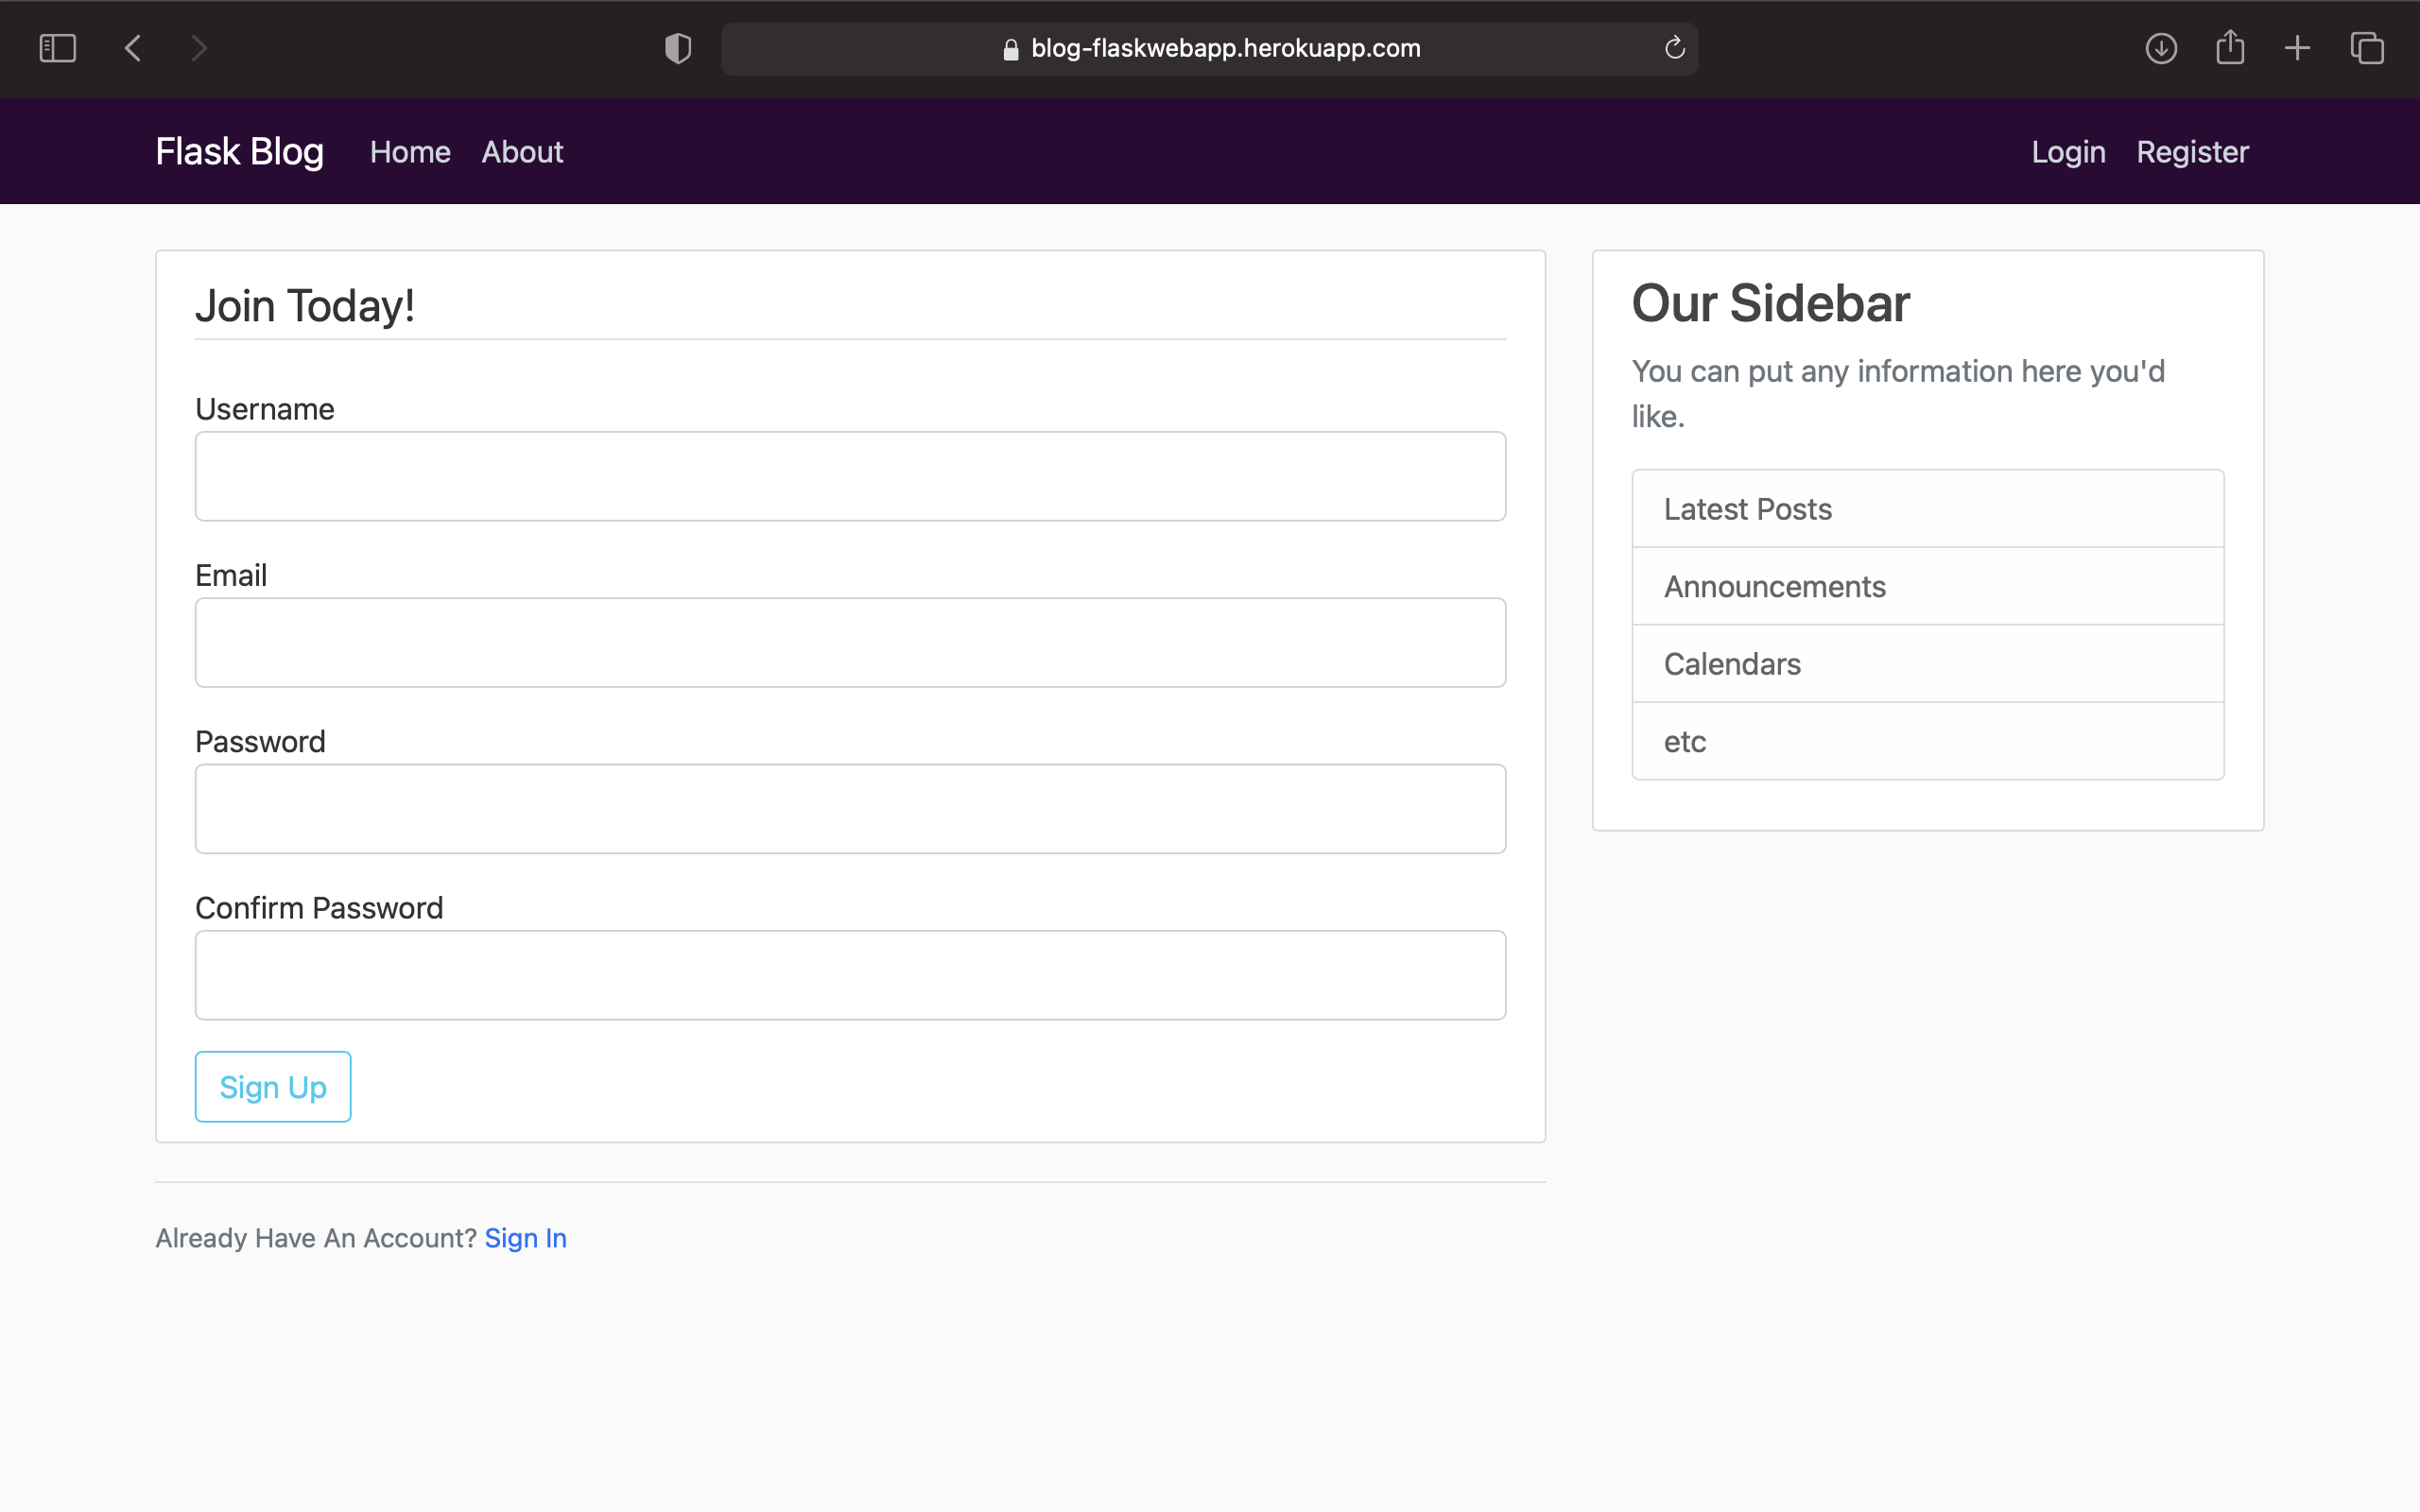 blog-flaskwebapp.herokuapp.com
Flask Blog Home About Login Register
Join Today!
Username
Email
Password
Confirm Password
Sign Up
Already Have An Account? Sign In
Our Sidebar
You can put any information here you'd
like.
Latest Posts
Announcements
Calendars
etc